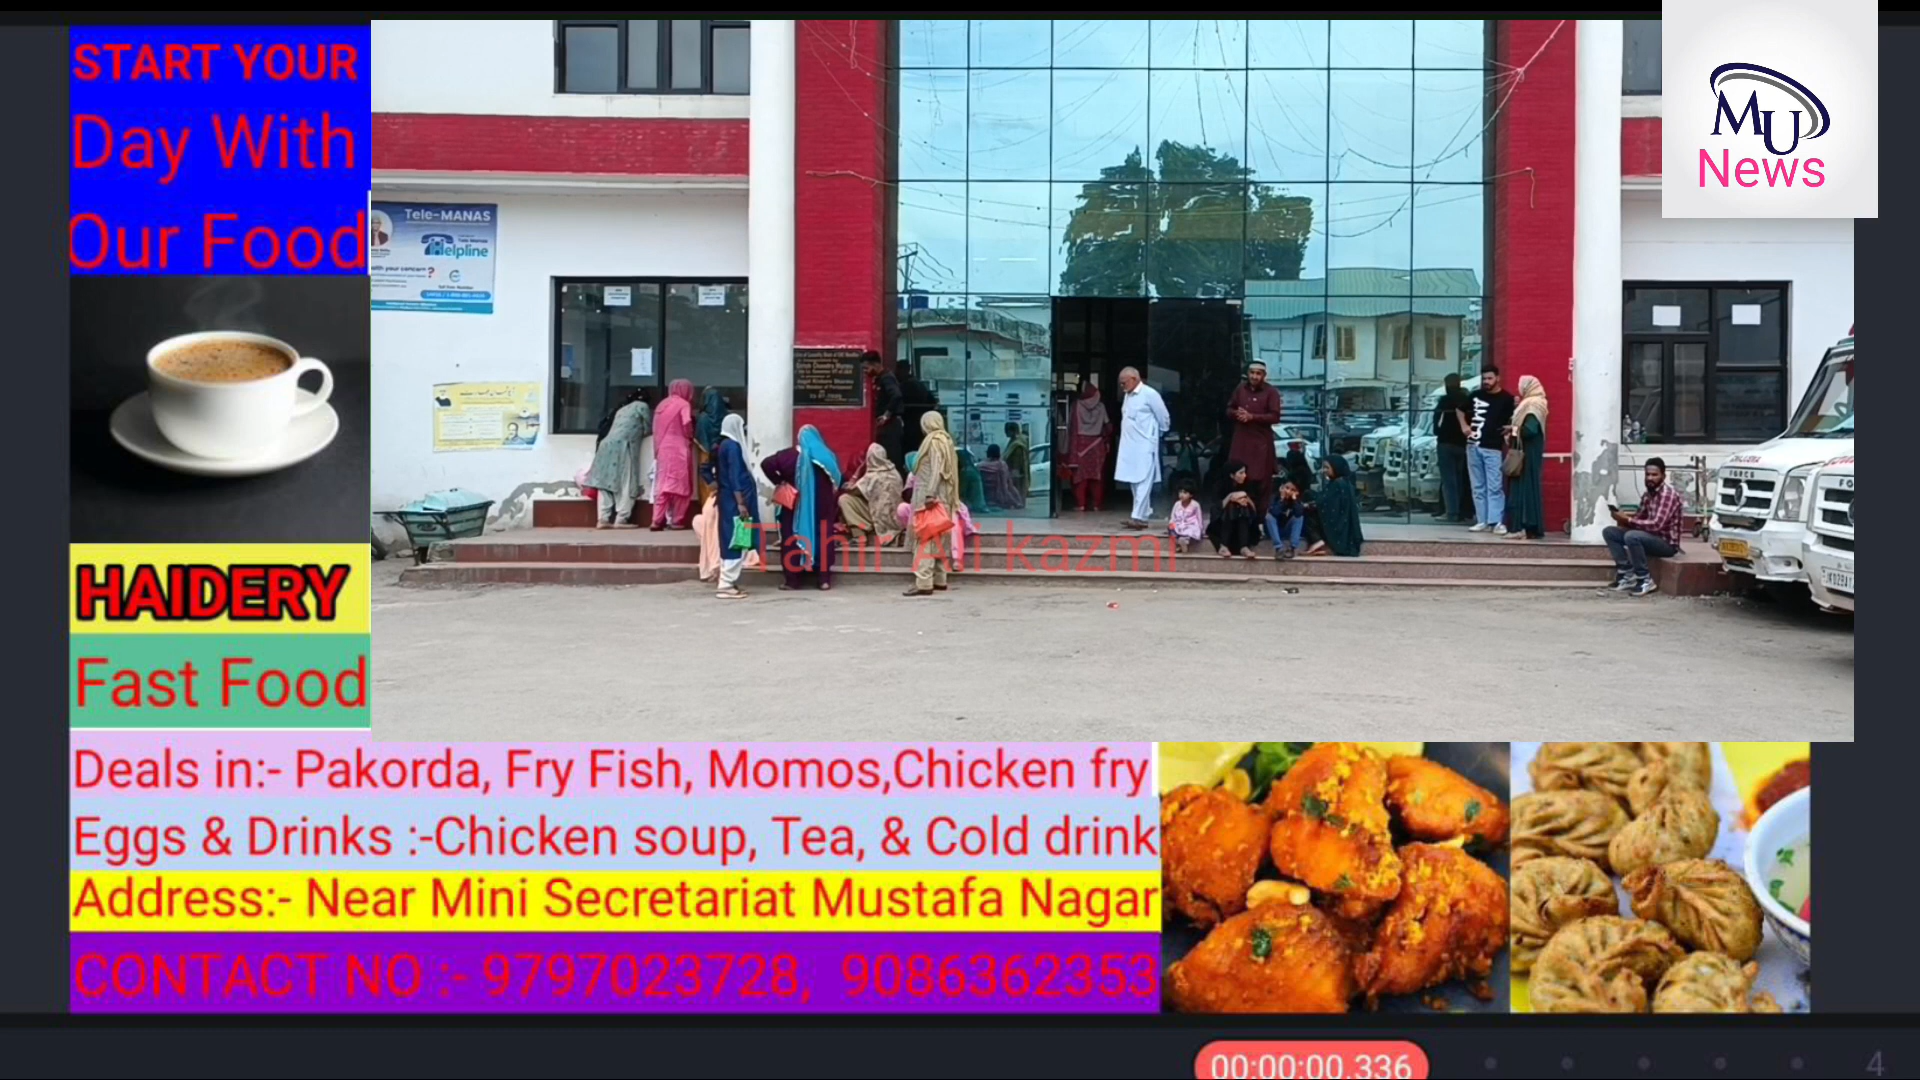 START YOUR
Day With
Our Food
HAIDERY
Fast Food
Deals in:- Pakorda, Fry Fish, Momos,Chicken fry
Eggs & Drinks :-Chicken soup, Tea, & Cold drink
Address:- Near Mini Secretariat Mustafa Nagar
CONTACT NO :- 9797023728, 9086362353
MU
News
Tele-MANAS
Helpline
Tahir Ali kazmi
FORCE
00:00:00.336
4